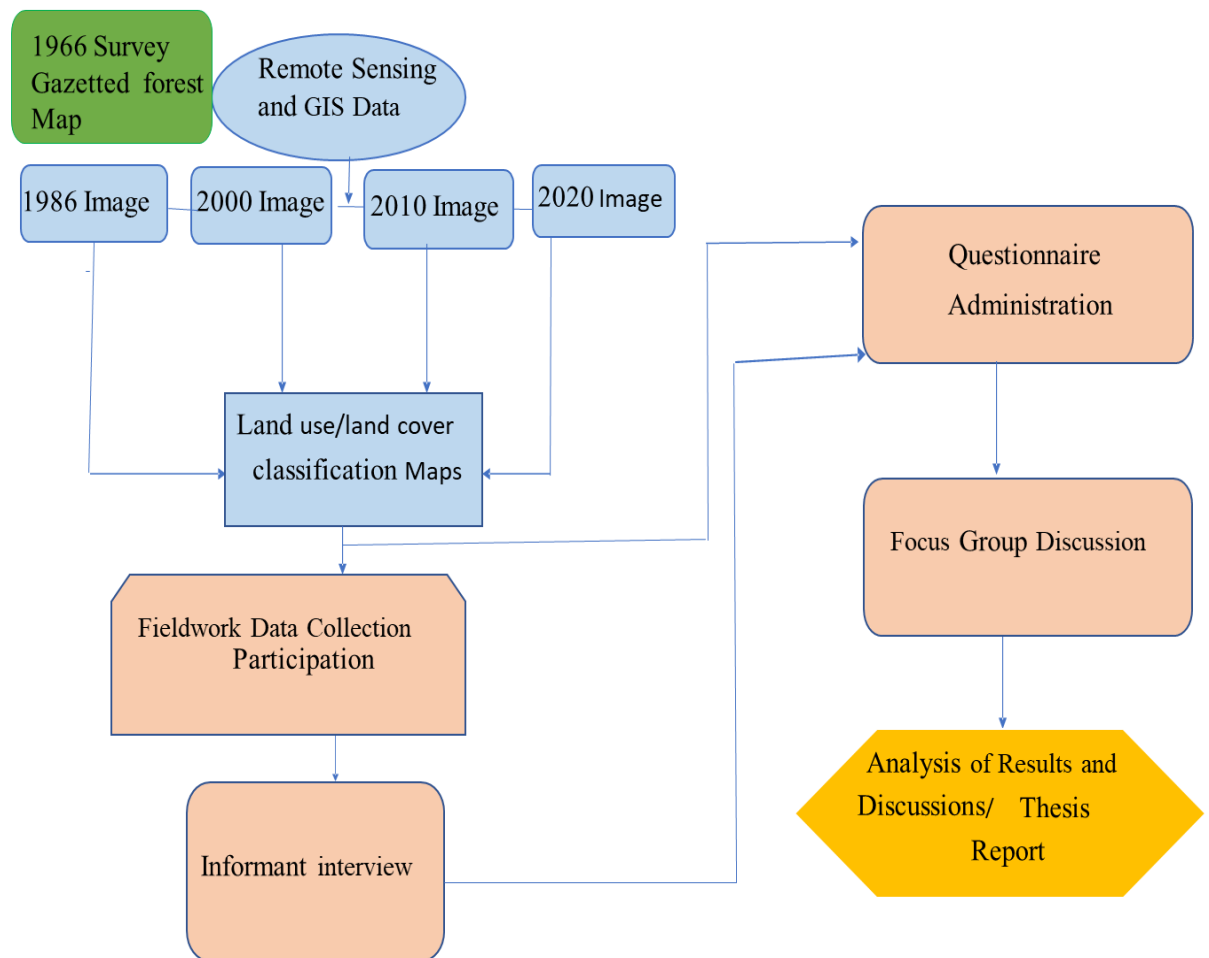 1966 Survey
Gazetted forest
Map
Remote Sensing
and GIS Data
1986 Image
2000 Image
2010 Image
2020 Image
Land use/land cover
classification Maps
Fieldwork Data Collection
Participation
Informant interview
Questionnaire
Administration
Focus Group Discussion
Analysis of Results and
Discussions/ Thesis
Report